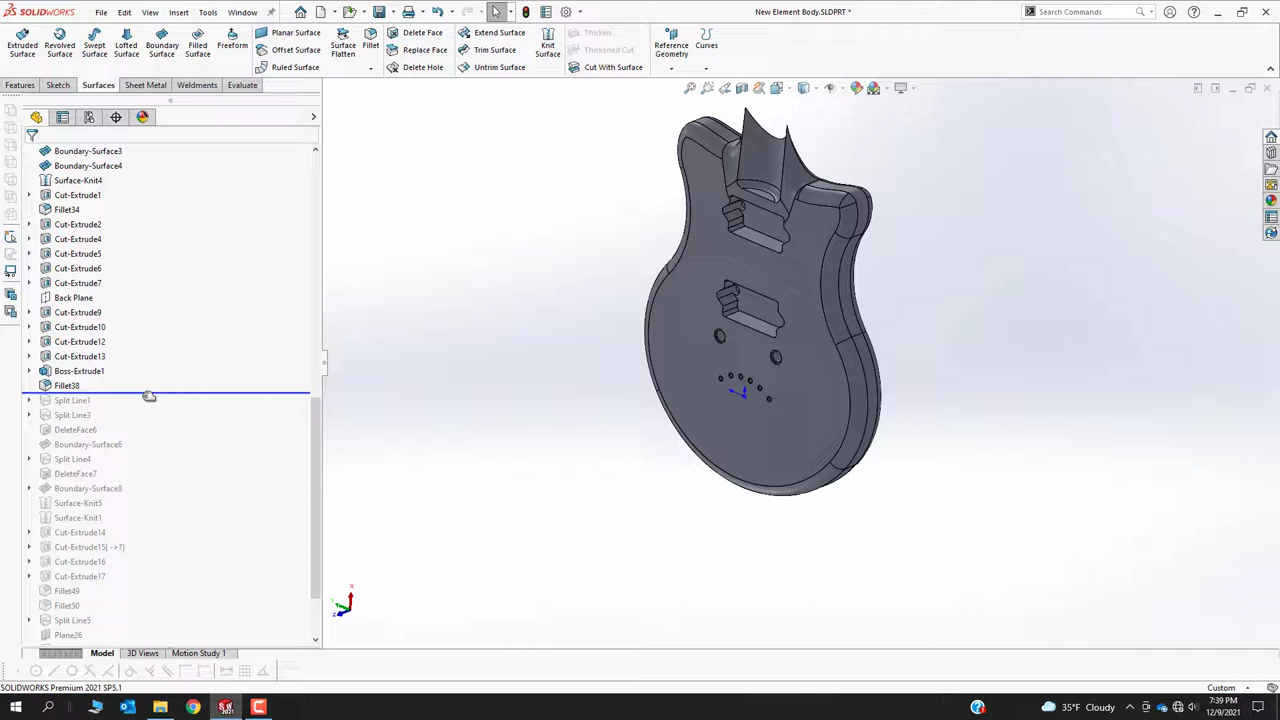 SOLIDWORKS
File Edit View Insert Tools Window
New Element Body.SLDPRT *
Search Commands
Extruded Surface
Revolved Surface
Swept Surface
Lofted Surface
Boundary Surface
Filled Surface
Freeform
Planar Surface
Offset Surface
Ruled Surface
Surface Flatten
Fillet
Delete Face
Replace Face
Delete Hole
Extend Surface
Trim Surface
Untrim Surface
Knit Surface
Thicken
Thickened Cut
Cut With Surface
Reference Geometry
Curves
Features Sketch Surfaces Sheet Metal Weldments Evaluate
Boundary-Surface3
Boundary-Surface4
Surface-Knit4
Cut-Extrude1
Fillet34
Cut-Extrude2
Cut-Extrude4
Cut-Extrude5
Cut-Extrude6
Cut-Extrude7
Back Plane
Cut-Extrude9
Cut-Extrude10
Cut-Extrude12
Cut-Extrude13
Boss-Extrude1
Fillet38
Split Line1
Split Line3
DeleteFace6
Boundary-Surface6
Split Line4
DeleteFace7
Boundary-Surface8
Surface-Knit5
Surface-Knit1
Cut-Extrude14
Cut-Extrude15{ ->?}
Cut-Extrude16
Cut-Extrude17
Fillet49
Fillet50
Split Line5
Plane26
Model 3D Views Motion Study 1
SOLIDWORKS Premium 2021 SP5.1
Custom
35°F Cloudy
7:39 PM
12/9/2021